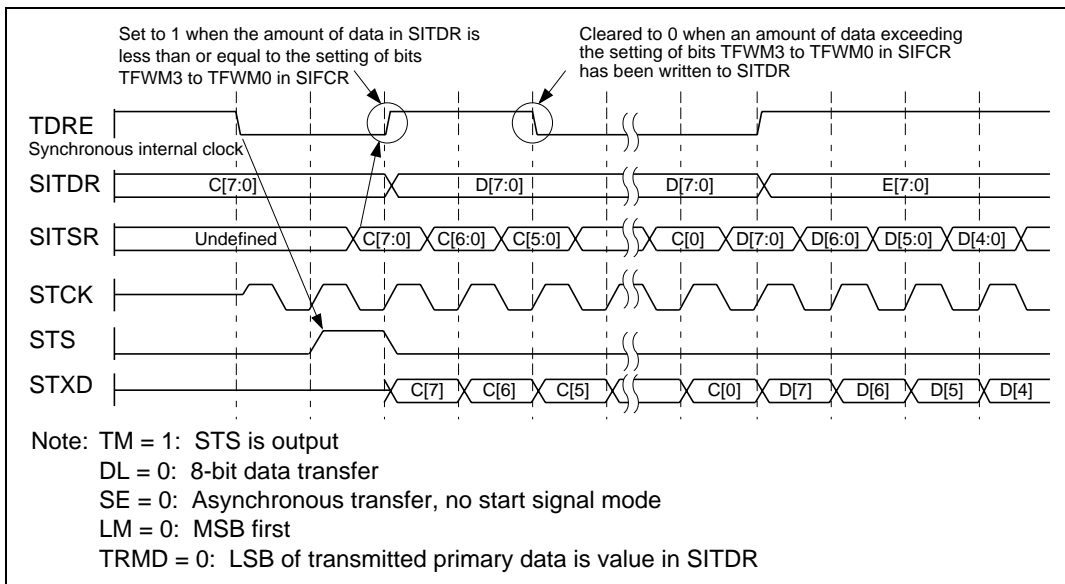 Set to 1 when the amount of data in SITDR is
less than or equal to the setting of bits
TFWM3 to TFWM0 in SIFCR
Cleared to 0 when an amount of data exceeding
the setting of bits TFWM3 to TFWM0 in SIFCR
has been written to SITDR
TDRE
Synchronous internal clock
SITDR C[7:0] D[7:0] D[7:0] E[7:0]
SITSR Undefined C[7:0] C[6:0] C[5:0] C[0] D[7:0] D[6:0] D[5:0] D[4:0]
STCK
STS
STXD C[7] C[6] C[5] C[0] D[7] D[6] D[5] D[4]
Note: TM = 1: STS is output
DL = 0: 8-bit data transfer
SE = 0: Asynchronous transfer, no start signal mode
LM = 0: MSB first
TRMD = 0: LSB of transmitted primary data is value in SITDR